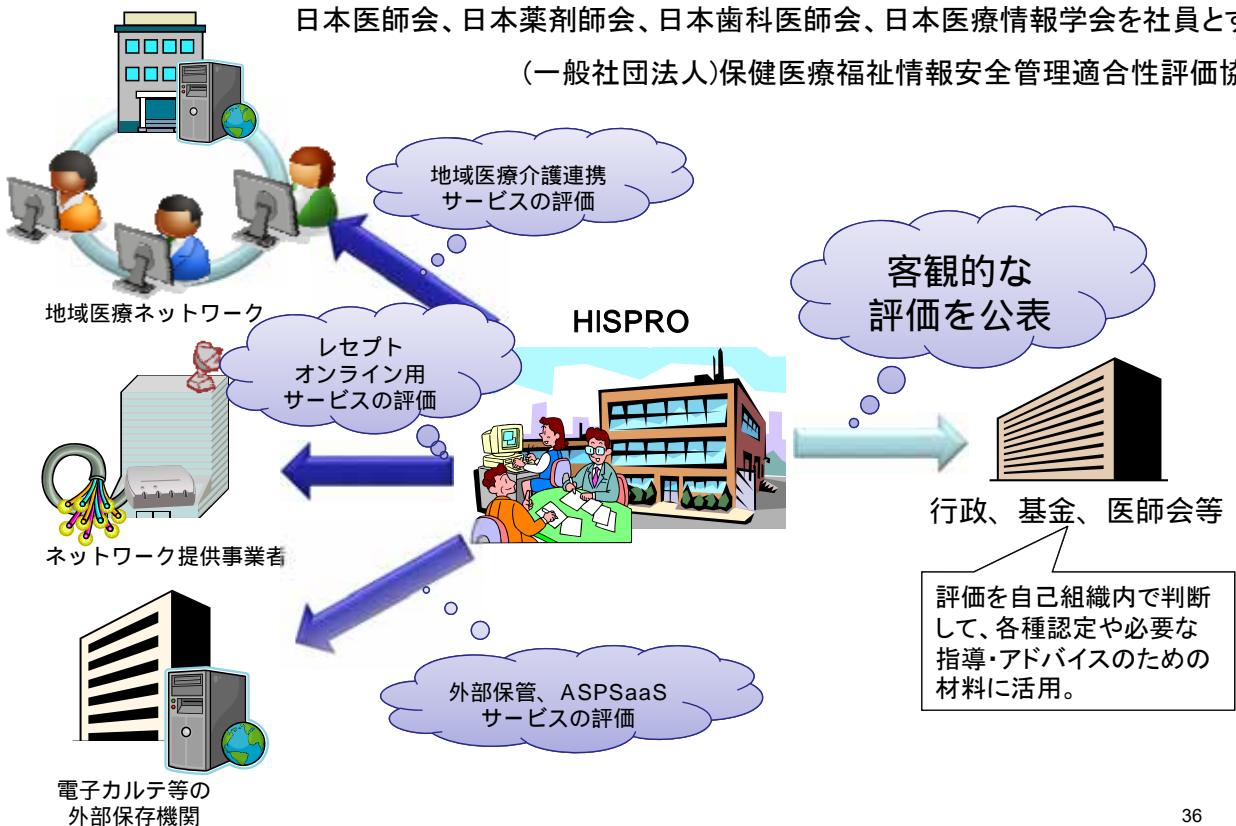 日本医師会、日本薬剤師会、日本歯科医師会、日本医療情報学会を社員とす
(一般社団法人)保健医療福祉情報安全管理適合性評価協
地域医療介護連携
サービスの評価
客観的な
評価を公表
地域医療ネットワーク
HISPRO
レセプト
オンライン用
サービスの評価
行政、基金、医師会等
ネットワーク提供事業者
評価を自己組織内で判断
して、各種認定や必要な
指導・アドバイスのための
材料に活用。
外部保管、ASPSaaS
サービスの評価
電子カルテ等の
外部保存機関
36